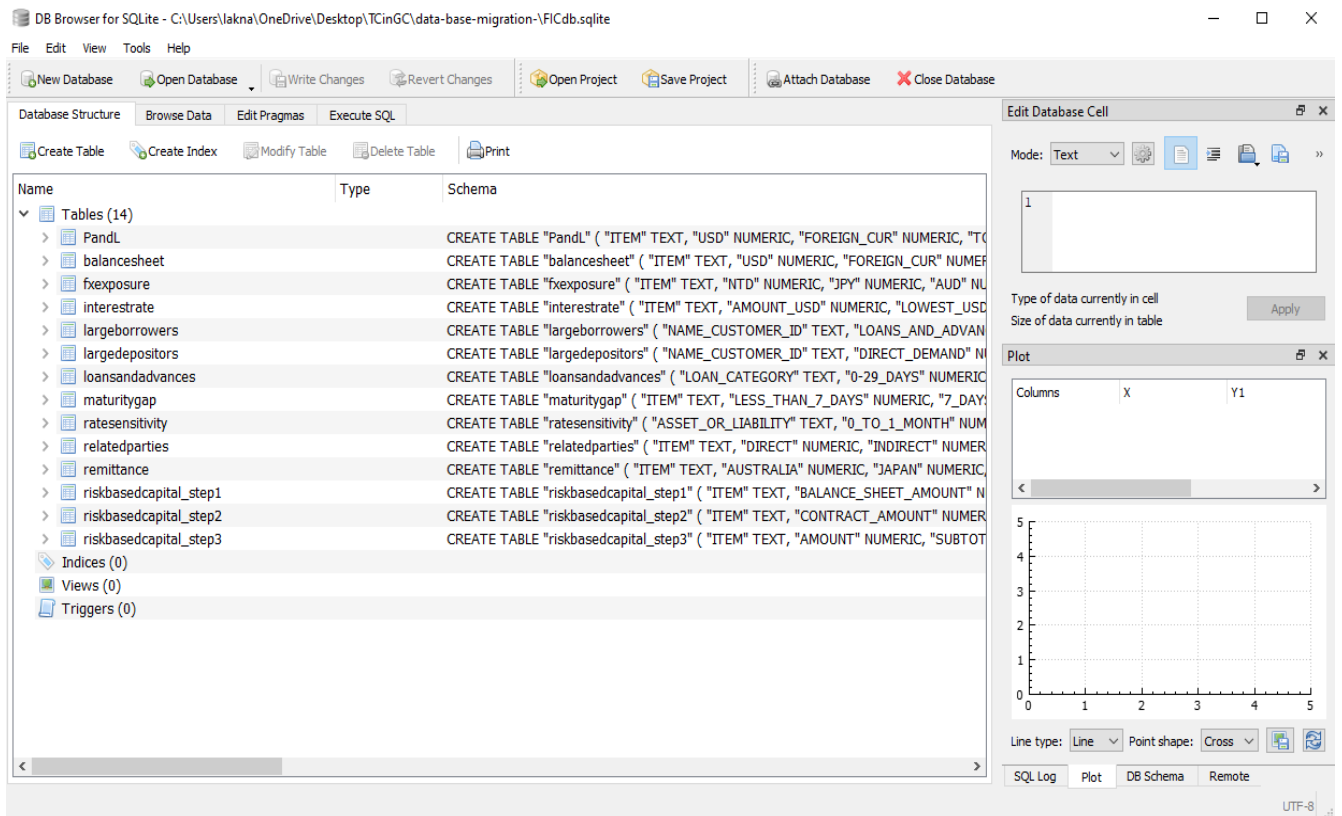 DB Browser for SQLite - C:\Users\lakna\OneDrive\Desktop\TCinGC\data-base-migration-\FICdb.sqlite
File Edit View Tools Help
New Database Open Database Write Changes Revert Changes Open Project Save Project Attach Database Close Database
Database Structure Browse Data Edit Pragmas Execute SQL
Create Table Create Index Modify Table Delete Table Print
Name Type Schema
Tables (14)
PandL CREATE TABLE "PandL" ( "ITEM" TEXT, "USD" NUMERIC, "FOREIGN_CUR" NUMERIC, "TO
balancesheet CREATE TABLE "balancesheet" ( "ITEM" TEXT, "USD" NUMERIC, "FOREIGN_CUR" NUMER
fxexposure CREATE TABLE "fxexposure" ( "ITEM" TEXT, "NTD" NUMERIC, "JPY" NUMERIC, "AUD" NU
interestrate CREATE TABLE "interestrate" ( "ITEM" TEXT, "AMOUNT_USD" NUMERIC, "LOWEST_USD
largeborrowers CREATE TABLE "largeborrowers" ( "NAME_CUSTOMER_ID" TEXT, "LOANS_AND_ADVAN
largedepositors CREATE TABLE "largedepositors" ( "NAME_CUSTOMER_ID" TEXT, "DIRECT_DEMAND" NU
loansandadvances CREATE TABLE "loansandadvances" ( "LOAN_CATEGORY" TEXT, "0-29_DAYS" NUMERIC
maturitygap CREATE TABLE "maturitygap" ( "ITEM" TEXT, "LESS_THAN_7_DAYS" NUMERIC, "7_DAYS
ratesensitivity CREATE TABLE "ratesensitivity" ( "ASSET_OR_LIABILITY" TEXT, "0_TO_1_MONTH" NUM
relatedparties CREATE TABLE "relatedparties" ( "ITEM" TEXT, "DIRECT" NUMERIC, "INDIRECT" NUMER
remittance CREATE TABLE "remittance" ( "ITEM" TEXT, "AUSTRALIA" NUMERIC, "JAPAN" NUMERIC,
riskbasedcapital_step1 CREATE TABLE "riskbasedcapital_step1" ( "ITEM" TEXT, "BALANCE_SHEET_AMOUNT" N
riskbasedcapital_step2 CREATE TABLE "riskbasedcapital_step2" ( "ITEM" TEXT, "CONTRACT_AMOUNT" NUMER
riskbasedcapital_step3 CREATE TABLE "riskbasedcapital_step3" ( "ITEM" TEXT, "AMOUNT" NUMERIC, "SUBTOT
Indices (0)
Views (0)
Triggers (0)
Edit Database Cell
Mode: Text
1
Type of data currently in cell
Size of data currently in table
Apply
Plot
Columns X Y1
5
4
3
2
1
0
0 1 2 3 4 5
Line type: Line Point shape: Cross
SQL Log Plot DB Schema Remote
UTF-8